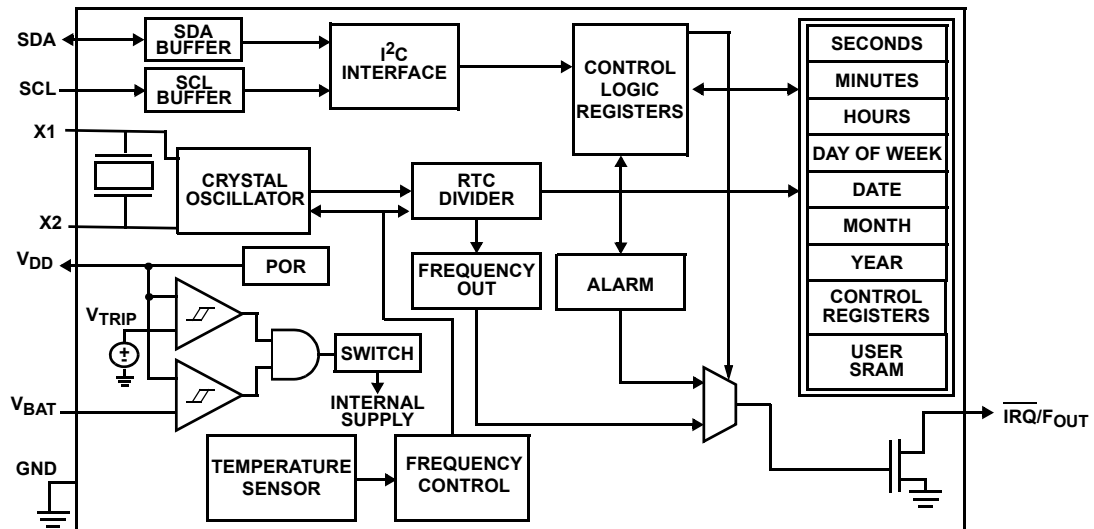 SDA
SDA
BUFFER
SCL
SCL
BUFFER
I²C
INTERFACE
CONTROL
LOGIC
REGISTERS
SECONDS
MINUTES
HOURS
DAY OF WEEK
DATE
MONTH
YEAR
CONTROL
REGISTERS
USER
SRAM
X1
X2
CRYSTAL
OSCILLATOR
RTC
DIVIDER
FREQUENCY
OUT
ALARM
VDD
POR
VTRIP
±
SWITCH
INTERNAL
SUPPLY
VBAT
GND
TEMPERATURE
SENSOR
FREQUENCY
CONTROL
IRQ/FOUT